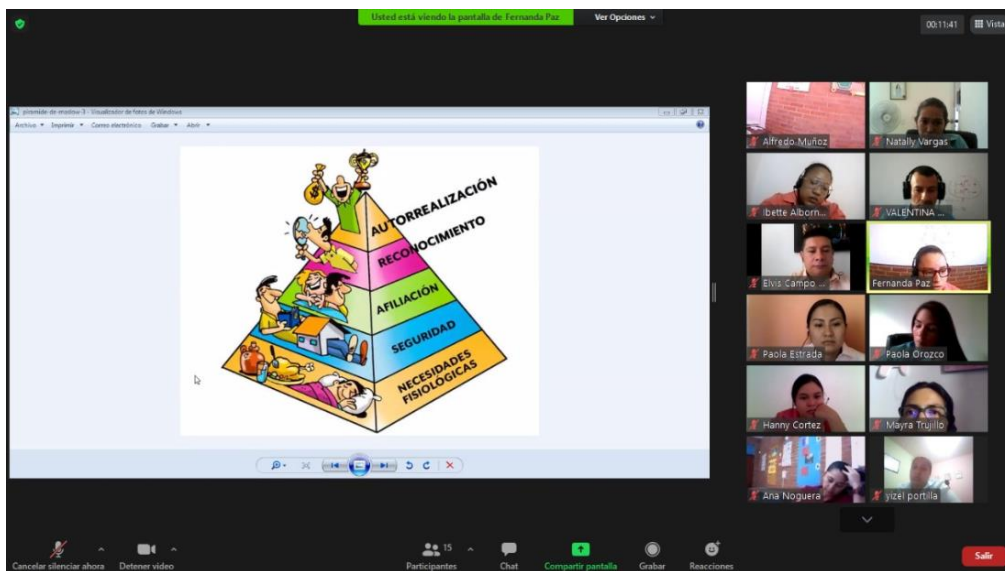 Usted está viendo la pantalla de Fernanda Paz
Ver Opciones
00:11:41
Vista
piramide-de-maslow-3 - Visualizador de fotos de Windows
Archivo
Imprimir
Correo electrónico
Grabar
Abrir
AUTORREALIZACIÓN
RECONOCIMIENTO
AFILIACIÓN
SEGURIDAD
NECESIDADES
FISIOLÓGICAS
Alfredo Muñoz
Natally Vargas
Ibette Alborn...
VALENTINA ...
Elvis Campo ...
Fernanda Paz
Paola Estrada
Paola Orozco
Hanny Cortez
Mayra Trujillo
Ana Noguera
yizel portilla
Cancelar silenciar ahora
Detener video
15
Participantes
Chat
Compartir pantalla
Grabar
Reacciones
Salir